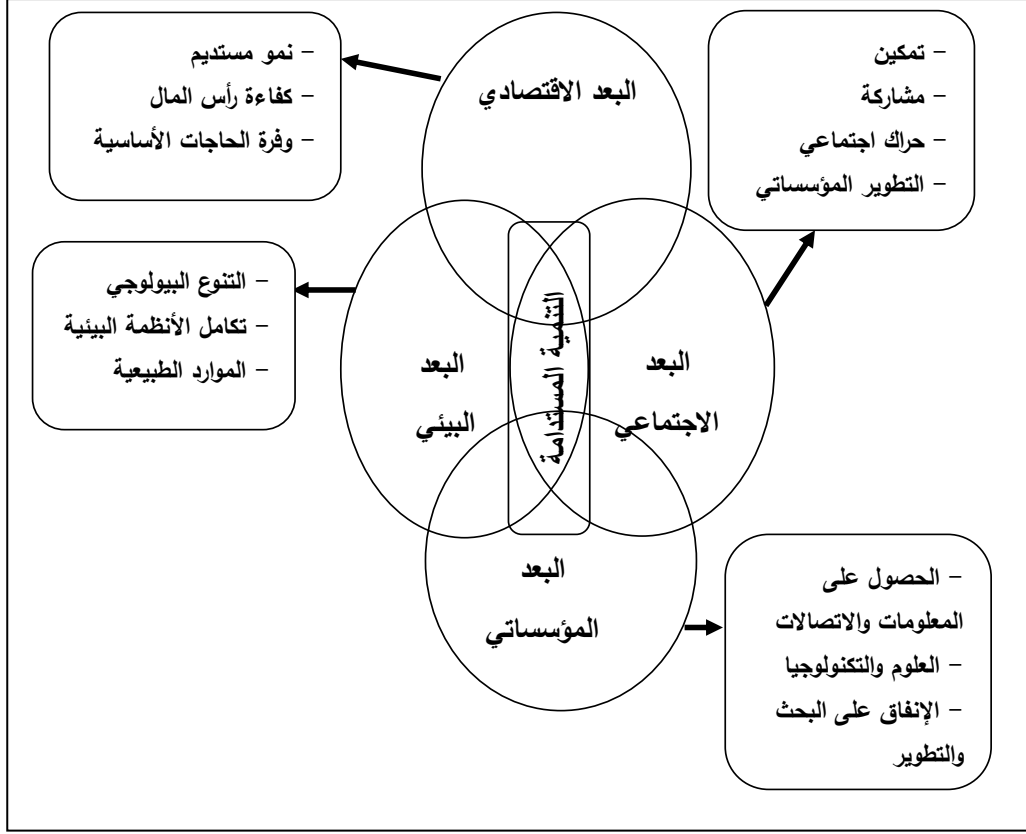 – تمكين
– مشاركة
– حراك اجتماعي
– التطوير المؤسساتي
البعد الاقتصادي
– نمو مستديم
– كفاءة رأس المال
– وفرة الحاجات الأساسية
البعد
الاجتماعي
التنمية المستدامة
البعد
البيئي
– التنوع البيولوجي
– تكامل الأنظمة البيئية
– الموارد الطبيعية
البعد
المؤسساتي
– الحصول على
المعلومات والاتصالات
– العلوم والتكنولوجيا
– الإنفاق على البحث
والتطوير